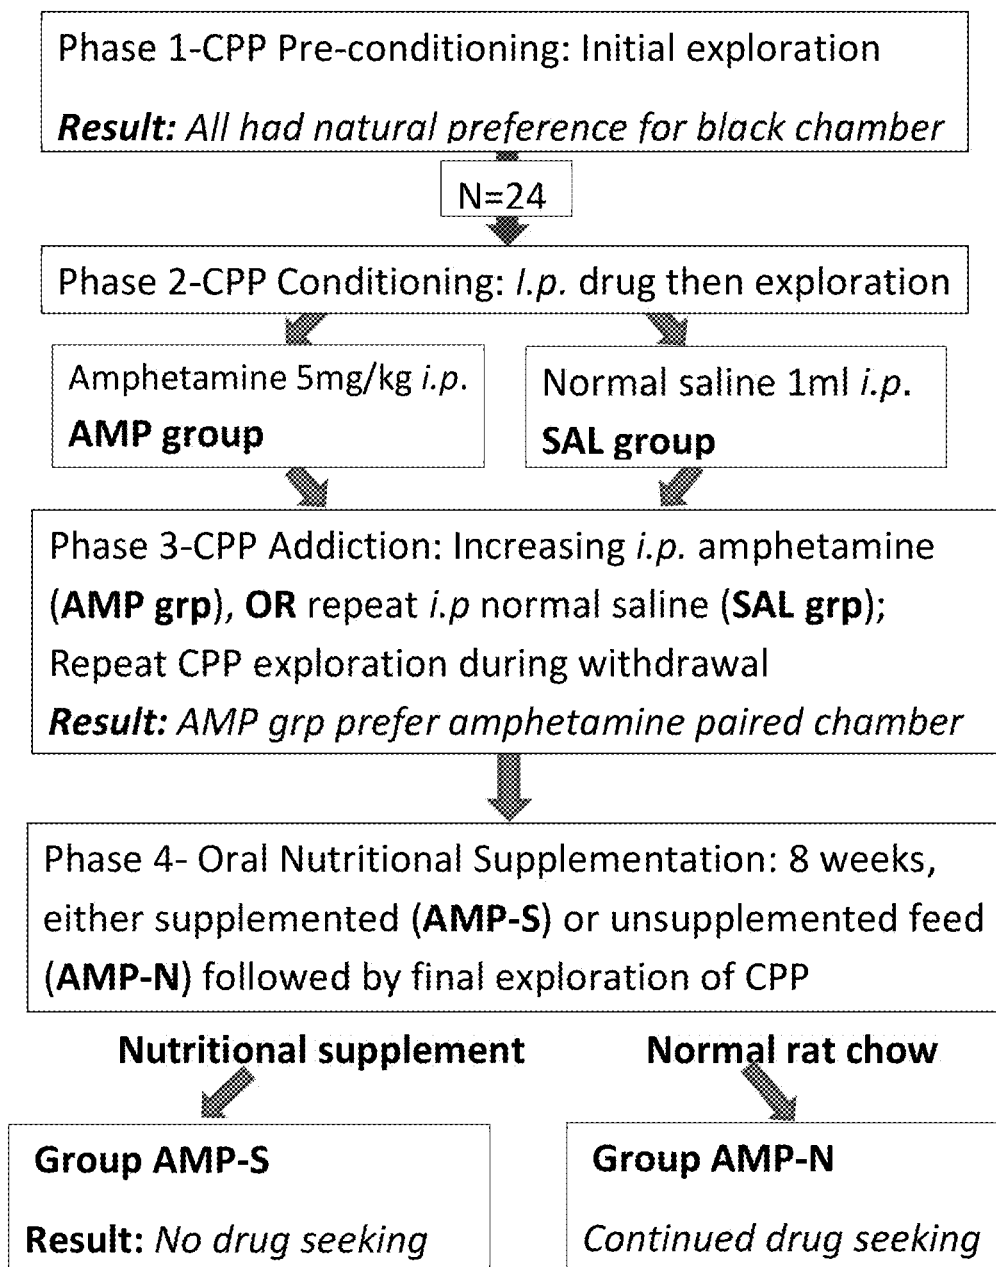 Phase 1-CPP Pre-conditioning: Initial exploration
Result: All had natural preference for black chamber
N=24
Phase 2-CPP Conditioning: I.p. drug then exploration
Amphetamine 5mg/kg i.p.
AMP group
Normal saline 1ml i.p.
SAL group
Phase 3-CPP Addiction: Increasing i.p. amphetamine
(AMP grp), OR repeat i.p normal saline (SAL grp);
Repeat CPP exploration during withdrawal
Result: AMP grp prefer amphetamine paired chamber
Phase 4- Oral Nutritional Supplementation: 8 weeks,
either supplemented (AMP-S) or unsupplemented feed
(AMP-N) followed by final exploration of CPP
Nutritional supplement
Normal rat chow
Group AMP-S
Result: No drug seeking
Group AMP-N
Continued drug seeking